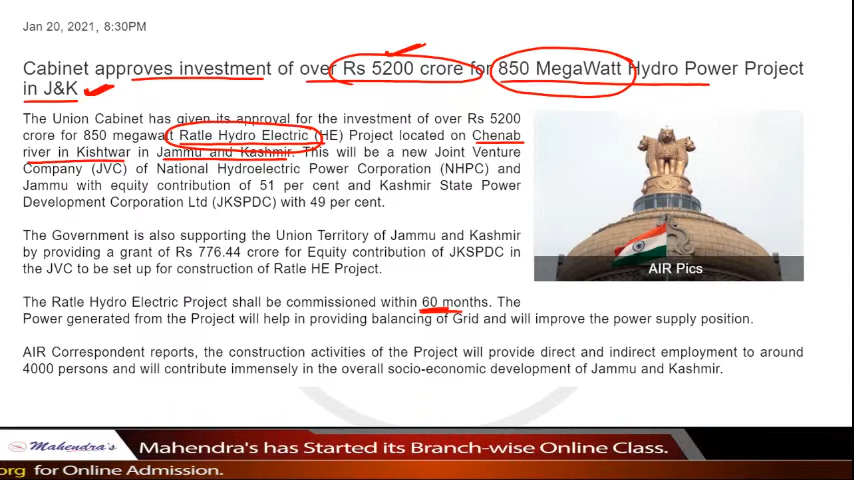 Jan 20, 2021, 8:30PM
Cabinet approves investment of over Rs 5200 crore for 850 MegaWatt Hydro Power Project
in J&K
The Union Cabinet has given its approval for the investment of over Rs 5200
crore for 850 megawatt Ratle Hydro Electric (HE) Project located on Chenab
river in Kishtwar in Jammu and Kashmir. This will be a new Joint Venture
Company (JVC) of National Hydroelectric Power Corporation (NHPC) and
Jammu with equity contribution of 51 per cent and Kashmir State Power
Development Corporation Ltd (JKSPDC) with 49 per cent.
The Government is also supporting the Union Territory of Jammu and Kashmir
by providing a grant of Rs 776.44 crore for Equity contribution of JKSPDC in
the JVC to be set up for construction of Ratle HE Project.
AIR Pics
The Ratle Hydro Electric Project shall be commissioned within 60 months. The
Power generated from the Project will help in providing balancing of Grid and will improve the power supply position.
AIR Correspondent reports, the construction activities of the Project will provide direct and indirect employment to around
4000 persons and will contribute immensely in the overall socio-economic development of Jammu and Kashmir.
Mahendra's
Mahendra's has Started its Branch-wise Online Class.
org for Online Admission.